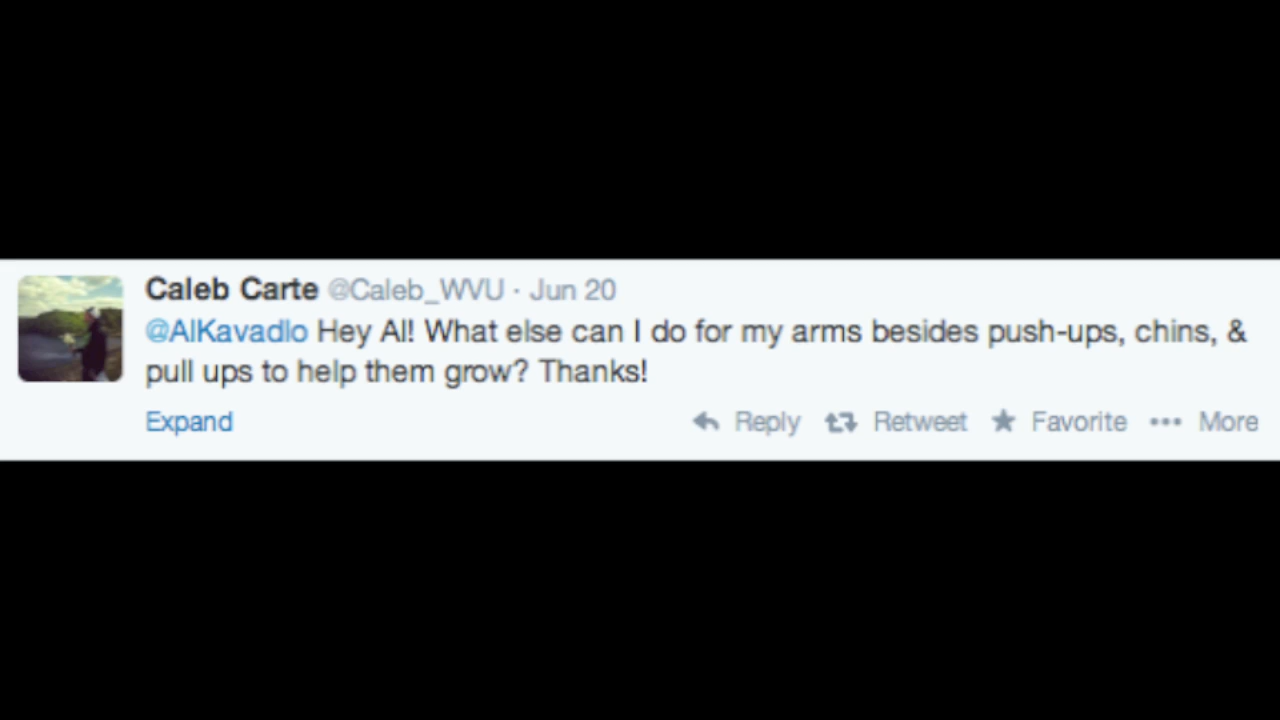 Caleb Carte @Caleb_WVU · Jun 20
@AlKavadlo Hey Al! What else can I do for my arms besides push-ups, chins, &
pull ups to help them grow? Thanks!
Expand Reply Retweet Favorite ••• More